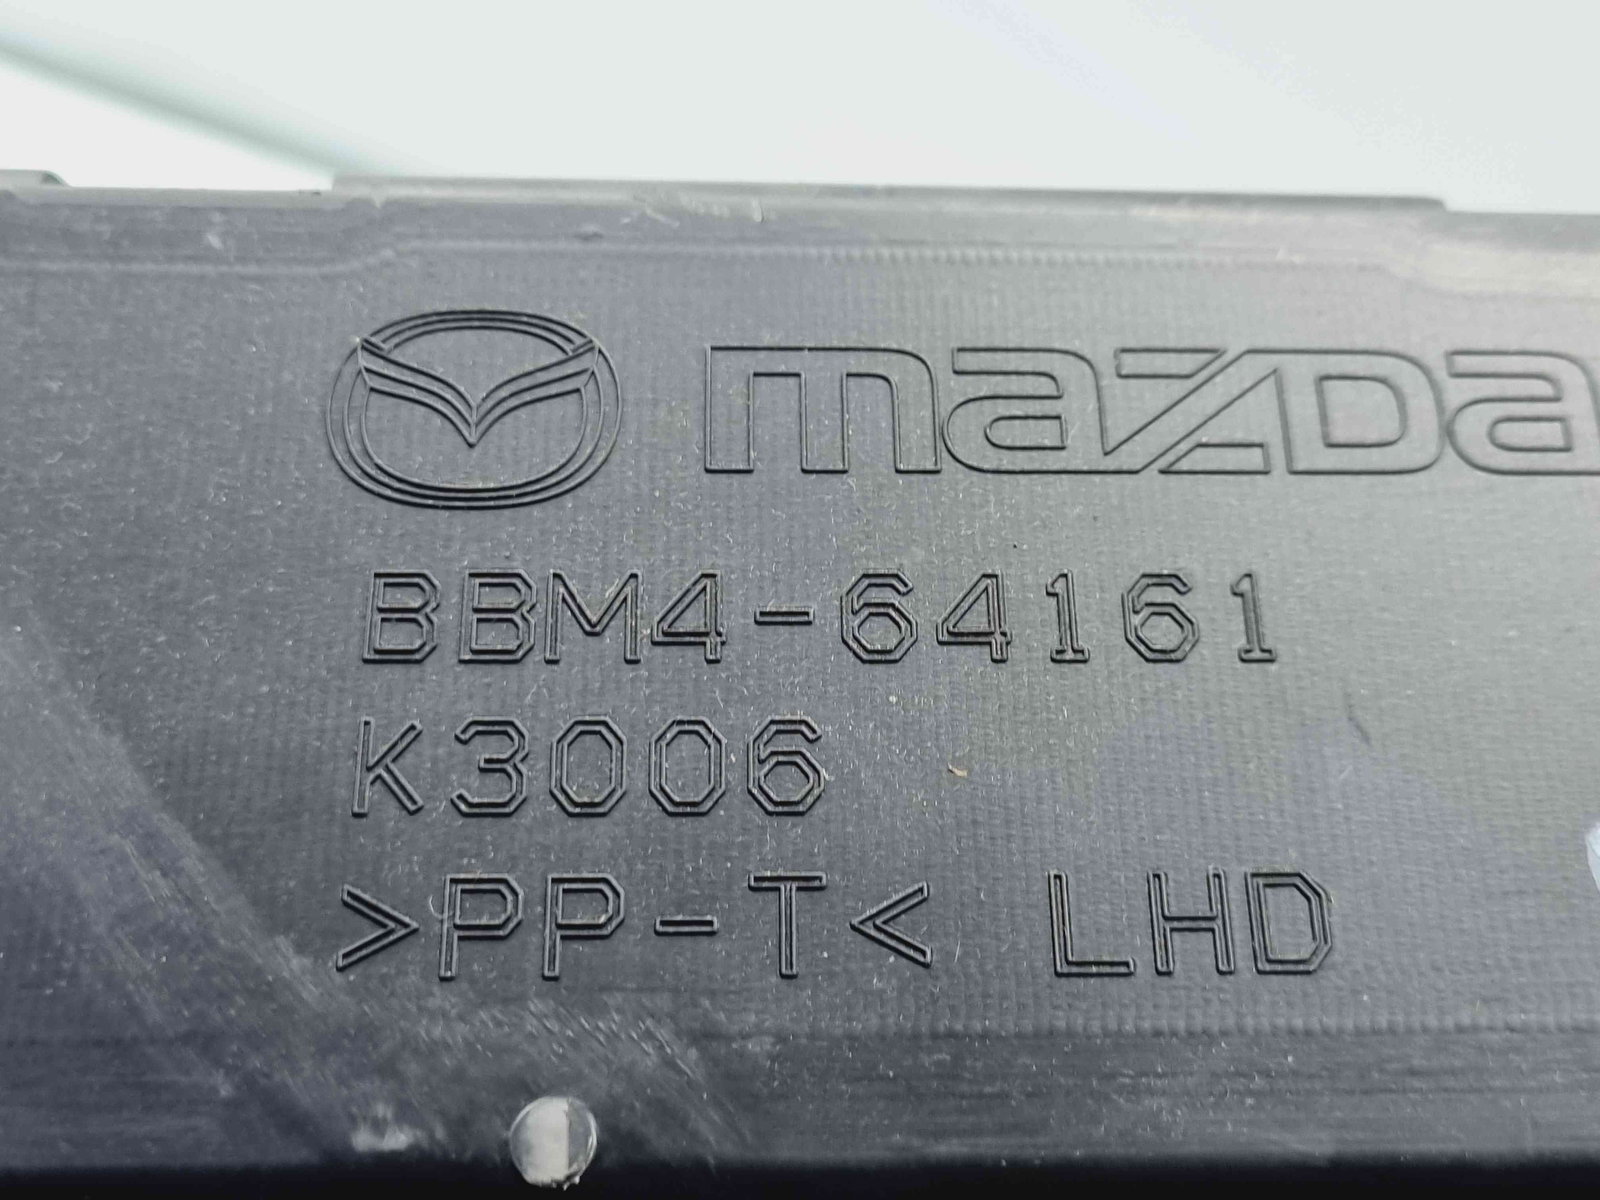 mazda
BBM4-64161
K3006
>PP-T< LHD